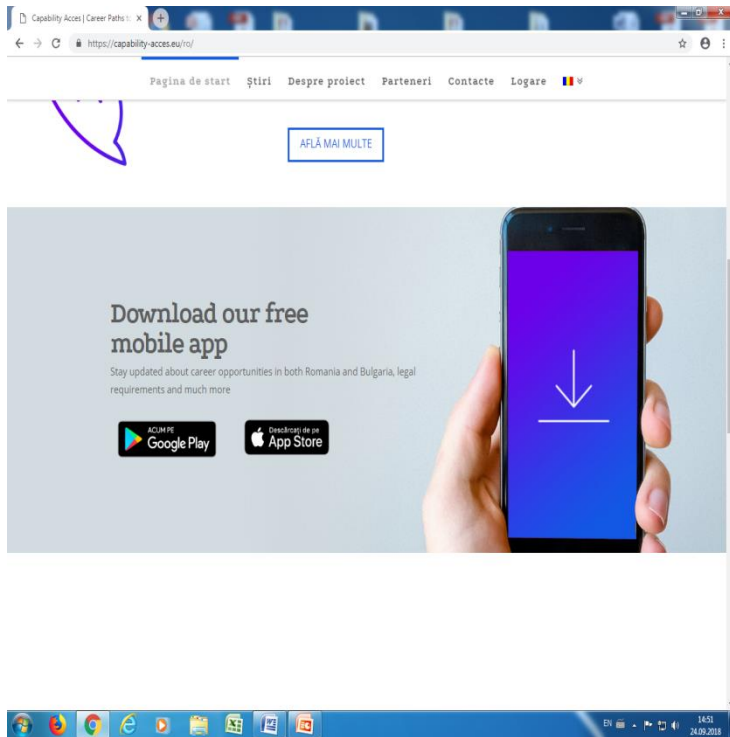 Capability Acces | Career Paths t
https://capability-acces.eu/ro/
Pagina de start Știri Despre proiect Parteneri Contacte Logare
AFLĂ MAI MULTE
Download our free
mobile app
Stay updated about career opportunities in both Romania and Bulgaria, legal
requirements and much more
ACUM PE
Google Play
Descărcați de pe
App Store
EN
14:51
24.09.2018